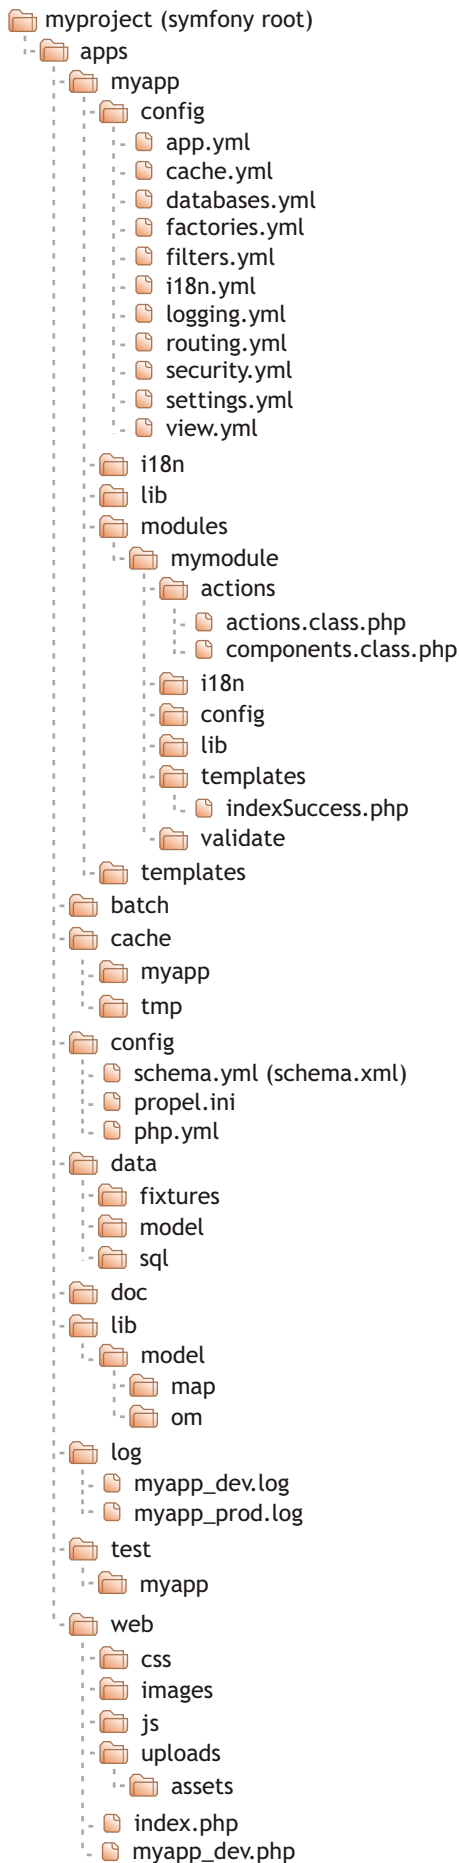 myproject (symfony root)
apps
myapp
config
app.yml
cache.yml
databases.yml
factories.yml
filters.yml
i18n.yml
logging.yml
routing.yml
security.yml
settings.yml
view.yml
i18n
lib
modules
mymodule
actions
actions.class.php
components.class.php
i18n
config
lib
templates
indexSuccess.php
validate
templates
batch
cache
myapp
tmp
config
schema.yml (schema.xml)
propel.ini
php.yml
data
fixtures
model
sql
doc
lib
model
map
om
log
myapp_dev.log
myapp_prod.log
test
myapp
web
css
images
js
uploads
assets
index.php
myapp_dev.php